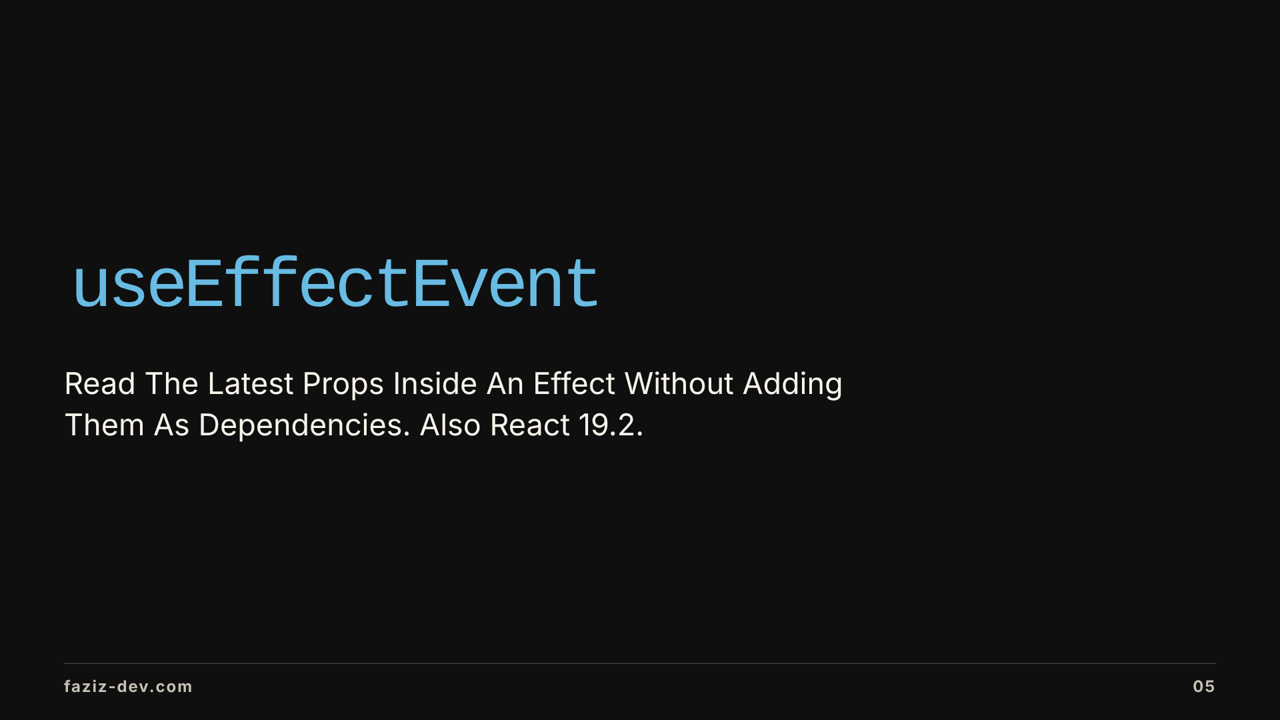 useEffectEvent
Read The Latest Props Inside An Effect Without Adding
Them As Dependencies. Also React 19.2.
faziz-dev.com
05